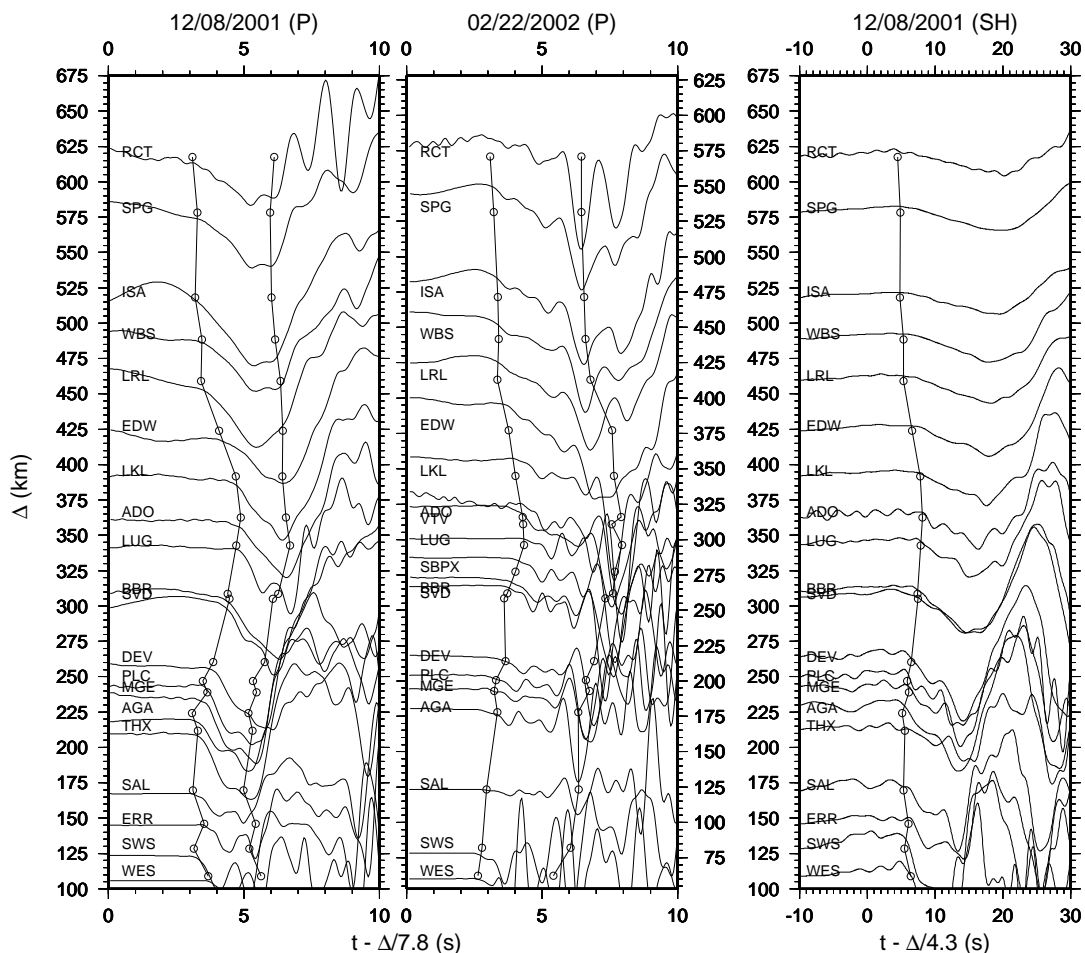 12/08/2001 (P)
02/22/2002 (P)
12/08/2001 (SH)
0 5 10
0 5 10
-10 0 10 20 30
675
650
625
600
575
550
525
500
475
450
425
400
375
350
325
300
275
250
225
200
175
150
125
100
Δ (km)
RCT
SPG
ISA
WBS
LRL
EDW
LKL
ADO
LUG
BBR
SVD
DEV
PLC
MGE
AGA
THX
SAL
ERR
SWS
WES
0 5 10
RCT
SPG
ISA
WBS
LRL
EDW
LKL
ADO
VTV
LUG
SBPX
BBR
SVD
DEV
PLC
MGE
AGA
SAL
SWS
WES
0 5 10
625
600
575
550
525
500
475
450
425
400
375
350
325
300
275
250
225
200
175
150
125
100
75
675
650
625
600
575
550
525
500
475
450
425
400
375
350
325
300
275
250
225
200
175
150
125
100
RCT
SPG
ISA
WBS
LRL
EDW
LKL
ADO
LUG
BBR
SVD
DEV
PLC
MGE
AGA
THX
SAL
ERR
SWS
WES
-10 0 10 20 30
t - Δ/7.8 (s)
t - Δ/4.3 (s)